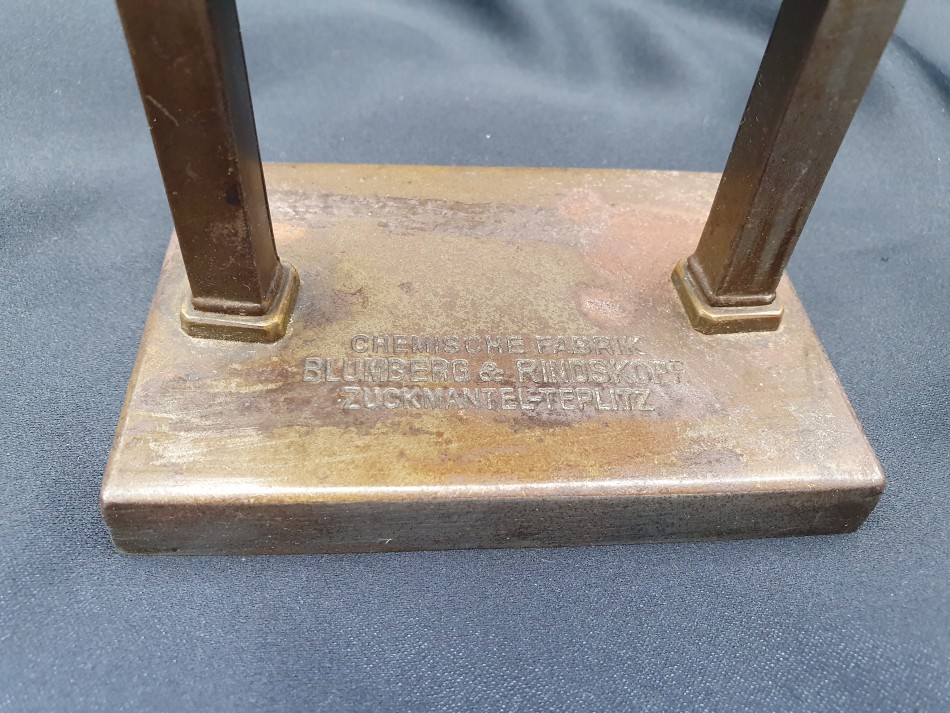 CHEMISCHE FABRIK
BLUMBERG & RINDSKOPF
ZUCKMANTEL-TEPLITZ